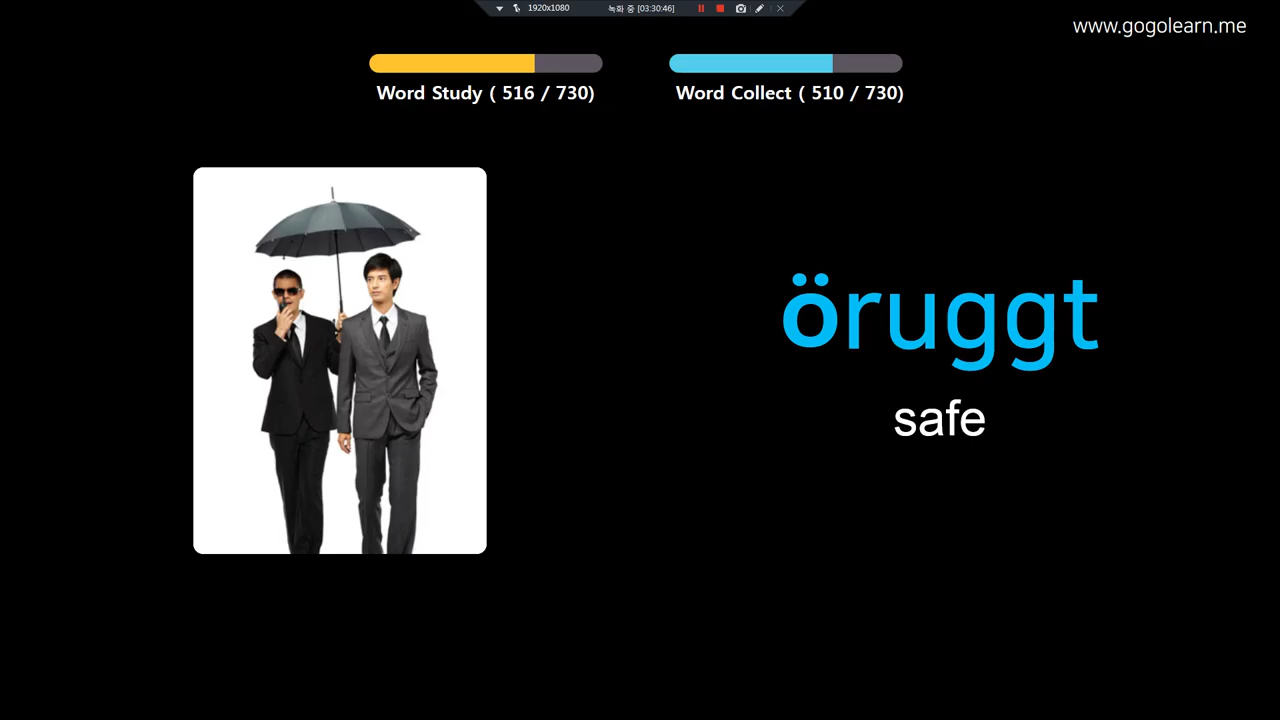 1920x1080 녹화 중 [03:30:46]
www.gogolearn.me
Word Study ( 516 / 730) Word Collect ( 510 / 730)
öruggt
safe